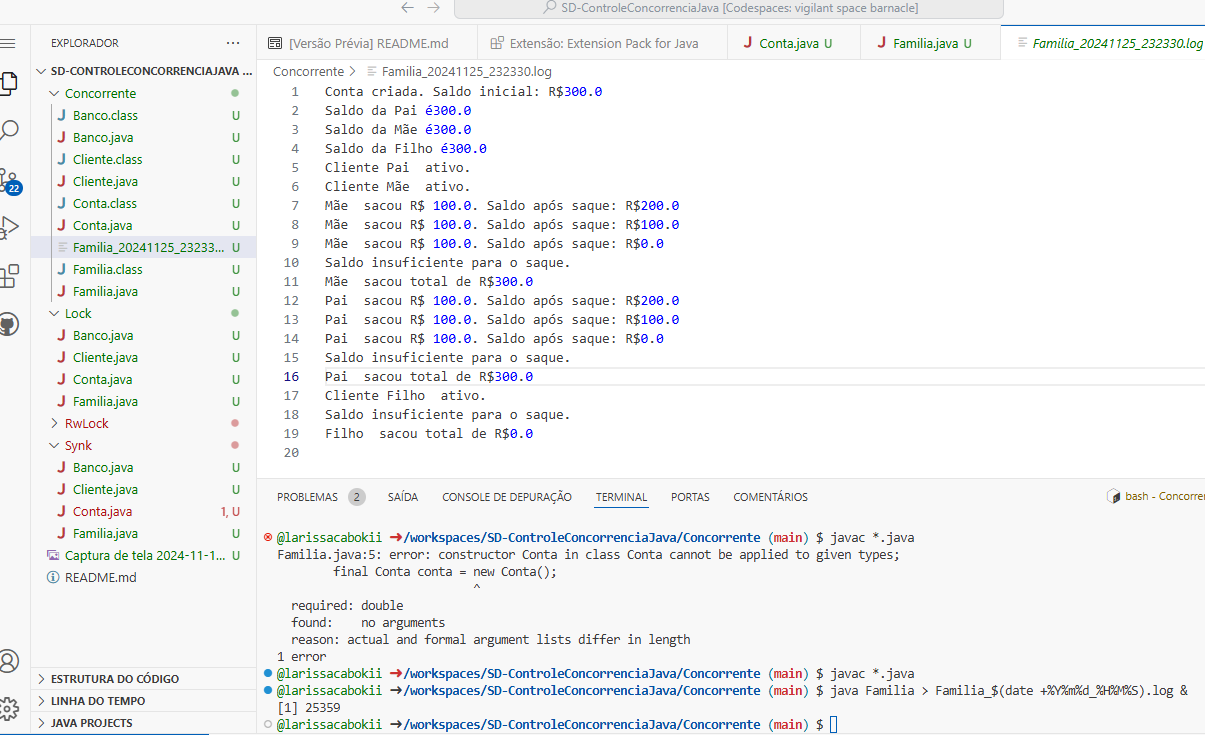 SD-ControleConcorrenciaJava [Codespaces: vigilant space barnacle]
EXPLORADOR ...
[Versão Prévia] README.md
Extensão: Extension Pack for Java
J Conta.java U
J Familia.java U
Familia_20241125_232330.log
SD-CONTROLECONCORRENCIAJAVA ...
Concorrente
J Banco.class U
J Banco.java U
J Cliente.class U
J Cliente.java U
J Conta.class U
J Conta.java U
Familia_20241125_23233... U
J Familia.class U
J Familia.java U
Lock
J Banco.java U
J Cliente.java U
J Conta.java U
J Familia.java U
RwLock
Synk
J Banco.java U
J Cliente.java U
J Conta.java 1, U
J Familia.java U
Captura de tela 2024-11-1... U
README.md
ESTRUTURA DO CÓDIGO
LINHA DO TEMPO
JAVA PROJECTS
22
Concorrente > Familia_20241125_232330.log
1 Conta criada. Saldo inicial: R$300.0
2 Saldo da Pai é300.0
3 Saldo da Mãe é300.0
4 Saldo da Filho é300.0
5 Cliente Pai  ativo.
6 Cliente Mãe  ativo.
7 Mãe  sacou R$ 100.0. Saldo após saque: R$200.0
8 Mãe  sacou R$ 100.0. Saldo após saque: R$100.0
9 Mãe  sacou R$ 100.0. Saldo após saque: R$0.0
10 Saldo insuficiente para o saque.
11 Mãe  sacou total de R$300.0
12 Pai  sacou R$ 100.0. Saldo após saque: R$200.0
13 Pai  sacou R$ 100.0. Saldo após saque: R$100.0
14 Pai  sacou R$ 100.0. Saldo após saque: R$0.0
15 Saldo insuficiente para o saque.
16 Pai  sacou total de R$300.0
17 Cliente Filho  ativo.
18 Saldo insuficiente para o saque.
19 Filho  sacou total de R$0.0
20
PROBLEMAS 2 SAÍDA CONSOLE DE DEPURAÇÃO TERMINAL PORTAS COMENTÁRIOS
bash - Concorre
@larissacabokii ➜/workspaces/SD-ControleConcorrenciaJava/Concorrente (main) $ javac *.java
Familia.java:5: error: constructor Conta in class Conta cannot be applied to given types;
final Conta conta = new Conta();
^
required: double
found:    no arguments
reason: actual and formal argument lists differ in length
1 error
@larissacabokii ➜/workspaces/SD-ControleConcorrenciaJava/Concorrente (main) $ javac *.java
@larissacabokii ➜/workspaces/SD-ControleConcorrenciaJava/Concorrente (main) $ java Familia > Familia_$(date +%Y%m%d_%H%M%S).log &
[1] 25359
@larissacabokii ➜/workspaces/SD-ControleConcorrenciaJava/Concorrente (main) $